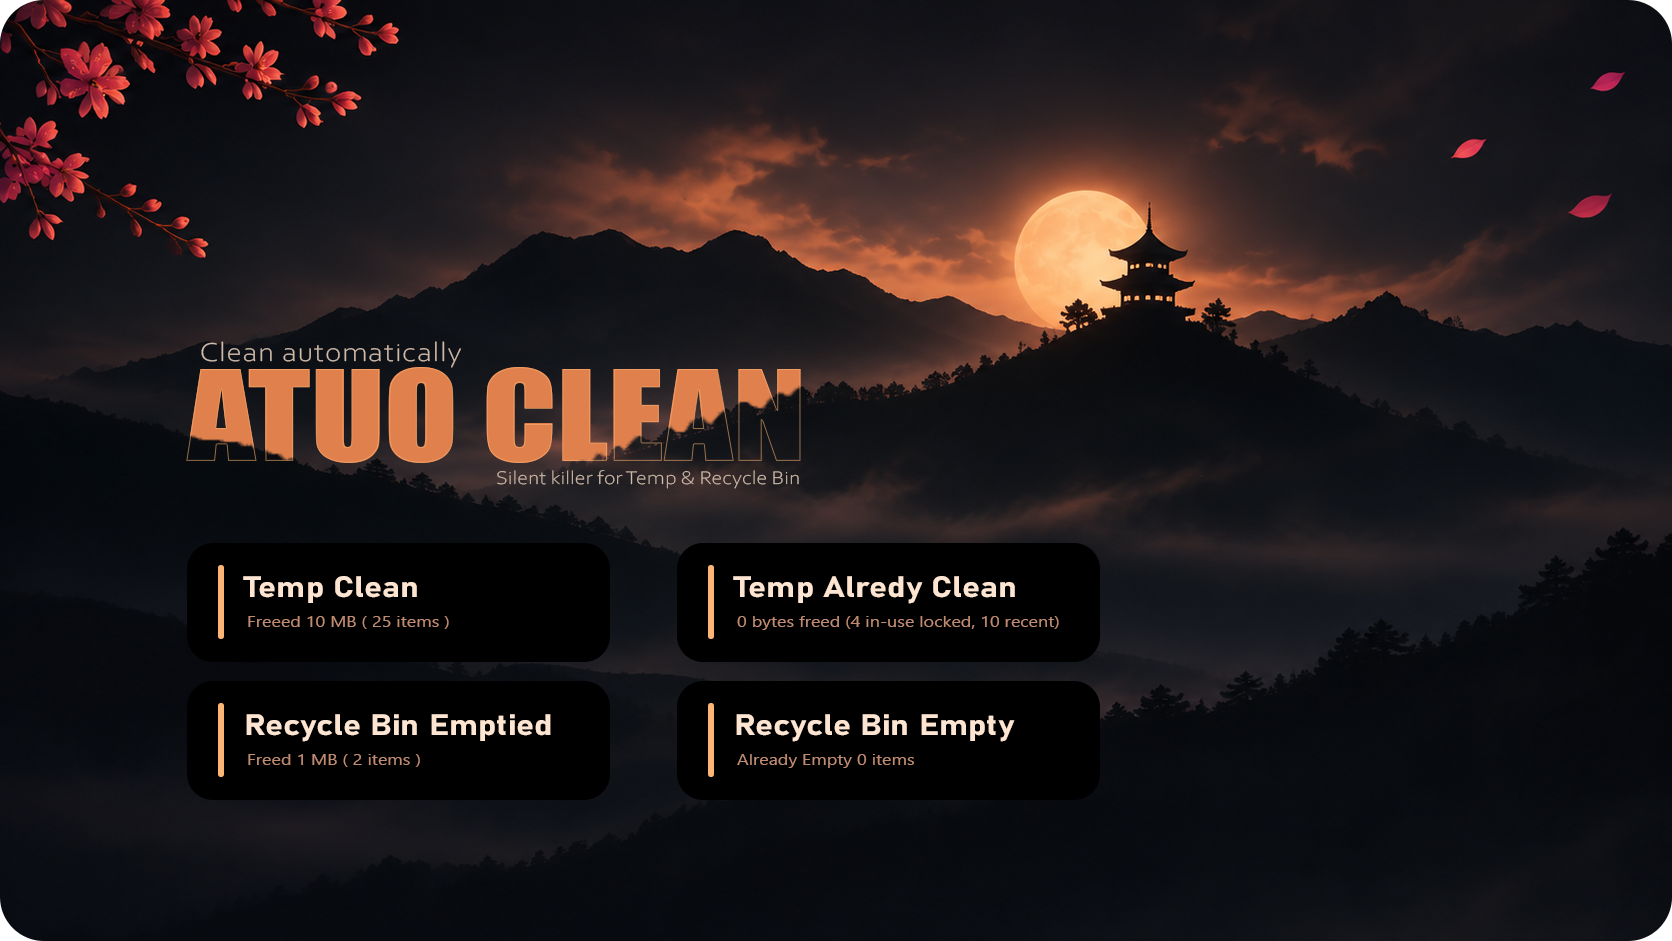 Clean automatically
ATUO CLEAN
Silent killer for Temp & Recycle Bin
Temp Clean
Freeed 10 MB ( 25 items )
Temp Alredy Clean
0 bytes freed (4 in-use locked, 10 recent)
Recycle Bin Emptied
Freed 1 MB ( 2 items )
Recycle Bin Empty
Already Empty 0 items